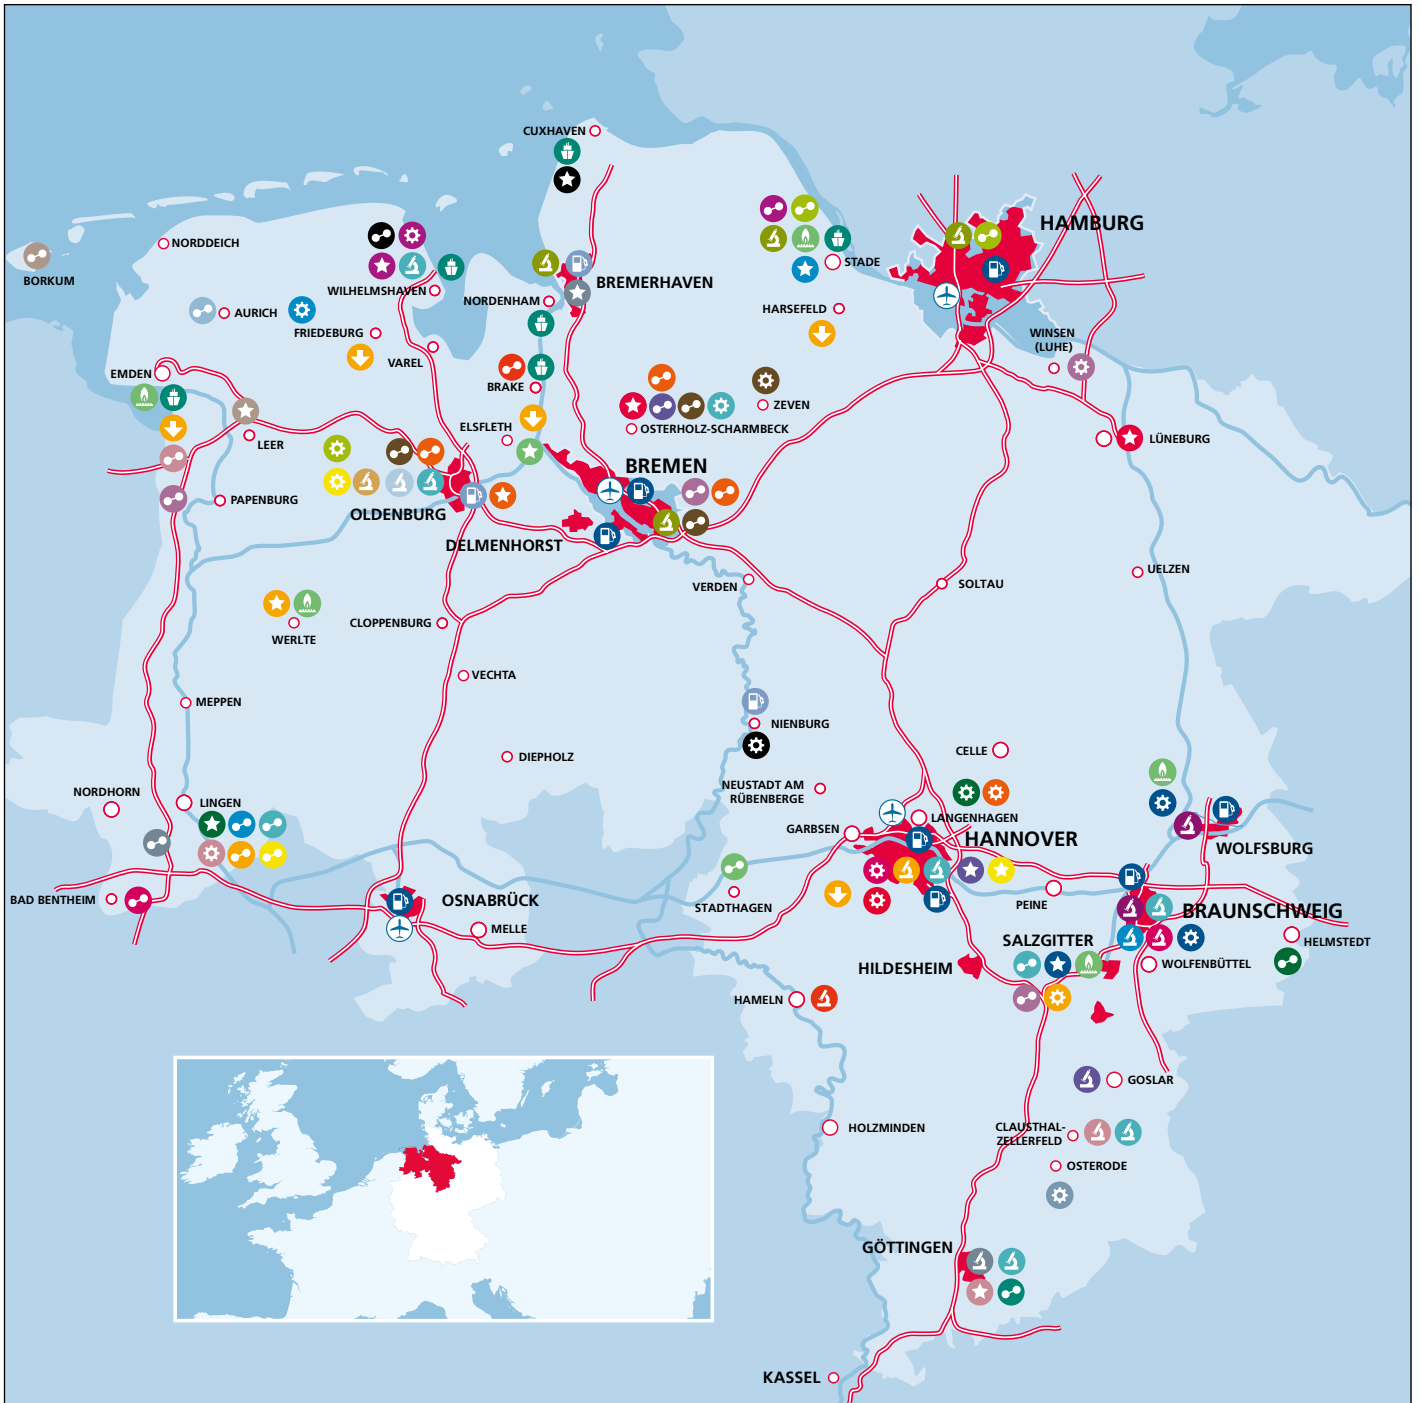 CUXHAVEN
HAMBURG
NORDDEICH
BORKUM
STADE
WILHELMSHAVEN
BREMERHAVEN
NORDENHAM
AURICH
HARSEFELD
FRIEDEBURG
WINSEN
(LUHE)
VAREL
EMDEN
BRAKE
ZEVEN
ELSFLETH
OSTERHOLZ-SCHARMBECK
LEER
LÜNEBURG
BREMEN
PAPENBURG
OLDENBURG
DELMENHORST
UELZEN
VERDEN
SOLTAU
CLOPPENBURG
WERLTE
VECHTA
MEPPEN
NIENBURG
CELLE
DIEPHOLZ
NEUSTADT AM
RÜBENBERGE
NORDHORN
LINGEN
LANGENHAGEN
GARBSEN
HANNOVER
WOLFSBURG
BAD BENTHEIM
OSNABRÜCK
STADTHAGEN
PEINE
BRAUNSCHWEIG
MELLE
SALZGITTER
HELMSTEDT
HILDESHEIM
WOLFENBÜTTEL
HAMELN
GOSLAR
HOLZMINDEN
CLAUSTHAL-
ZELLERFELD
OSTERODE
GÖTTINGEN
KASSEL